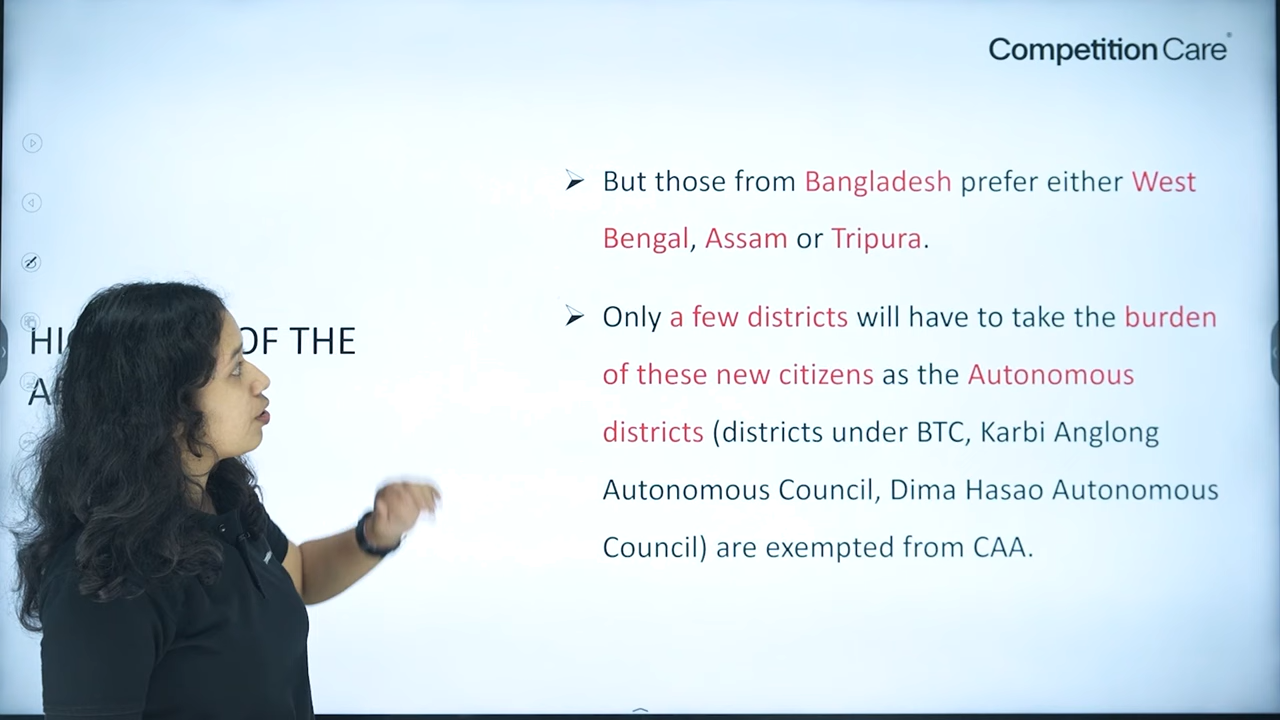 Competition Care
OF THE
➤ But those from Bangladesh prefer either West
Bengal, Assam or Tripura.
➤ Only a few districts will have to take the burden
of these new citizens as the Autonomous
districts (districts under BTC, Karbi Anglong
Autonomous Council, Dima Hasao Autonomous
Council) are exempted from CAA.